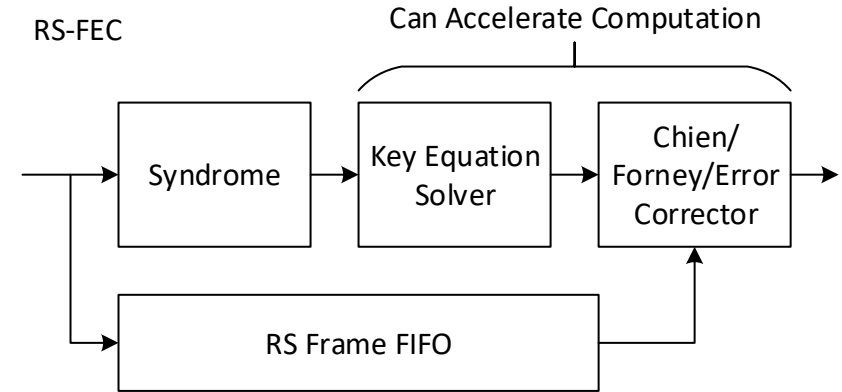 Can Accelerate Computation
RS-FEC
Syndrome
Key Equation
Solver
Chien/
Forney/Error
Corrector
RS Frame FIFO